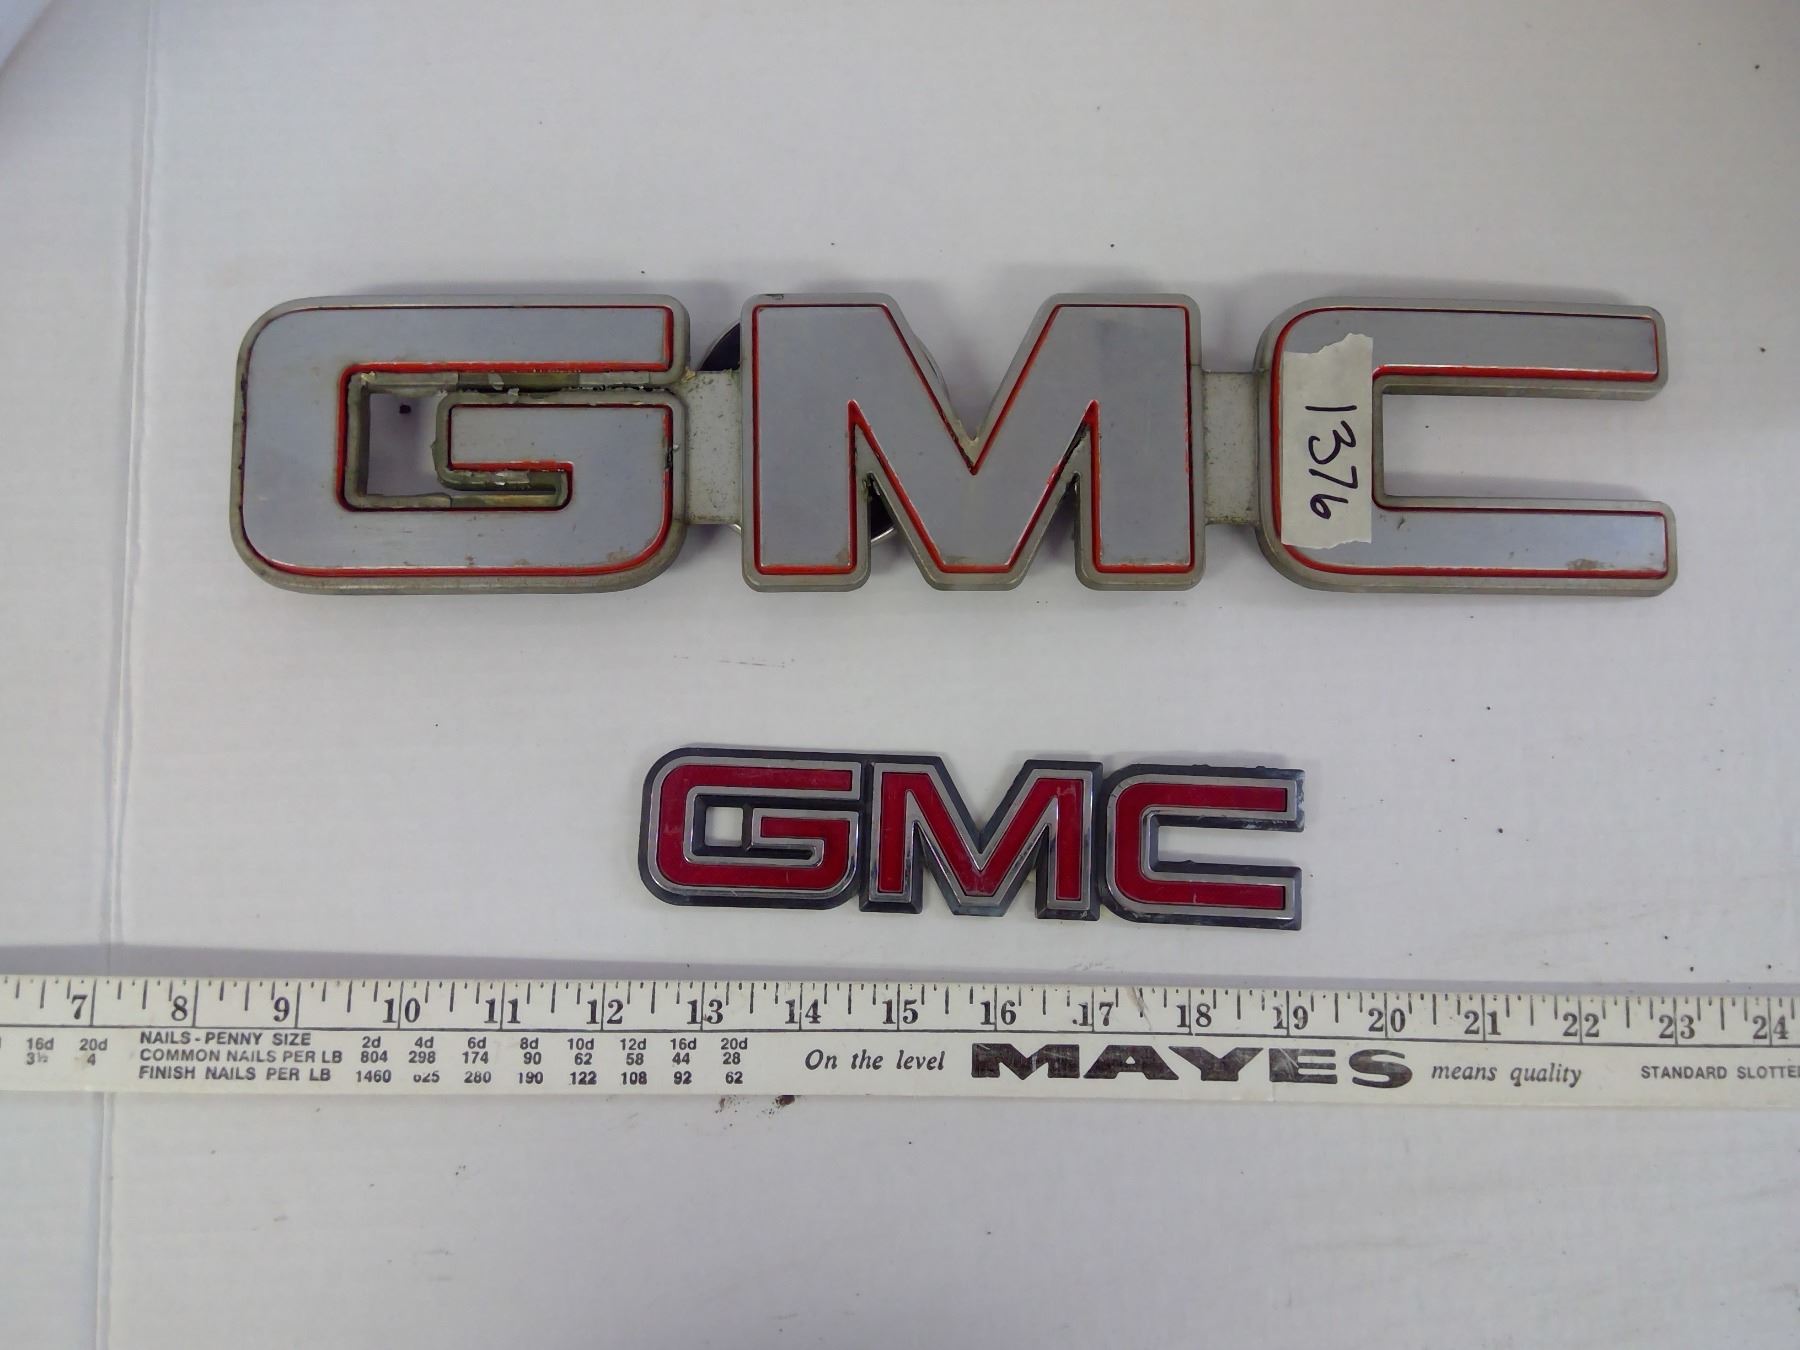 GMC
1376
GMC
7 8 9 10 11 12 13 14 15 16 17 18 19 20 21 22 23 24
16d 20d NAILS - PENNY SIZE 2d 4d 6d 8d 10d 12d 16d 20d
3½ 4 COMMON NAILS PER LB 804 298 174 90 62 58 44 28
FINISH NAILS PER LB 1460 625 280 190 122 108 92 62
On the level MAYES means quality STANDARD SLOTTE